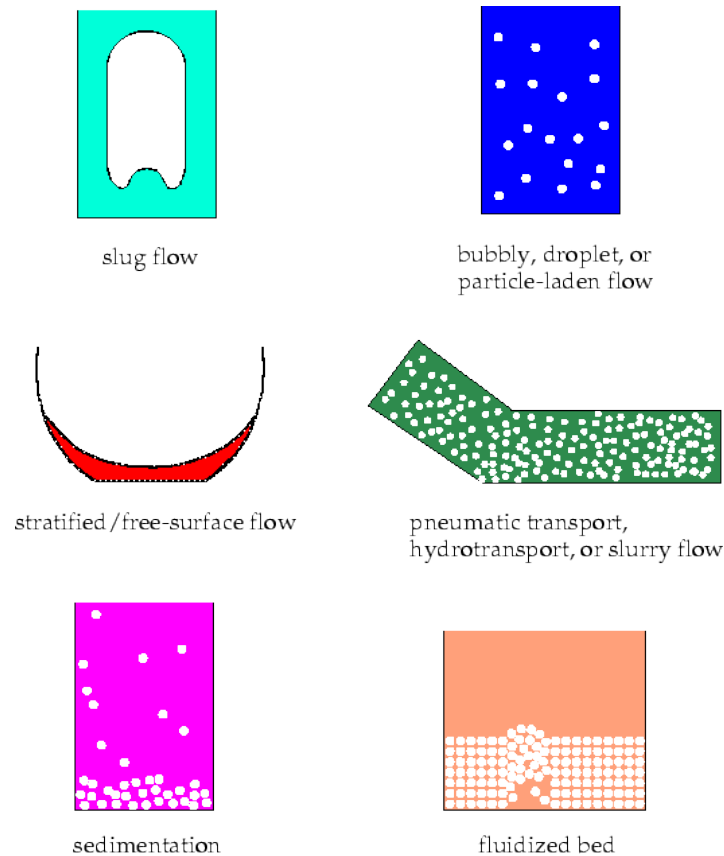 slug flow
bubbly, droplet, or
particle-laden flow
stratified/free-surface flow
pneumatic transport,
hydrotransport, or slurry flow
sedimentation
fluidized bed